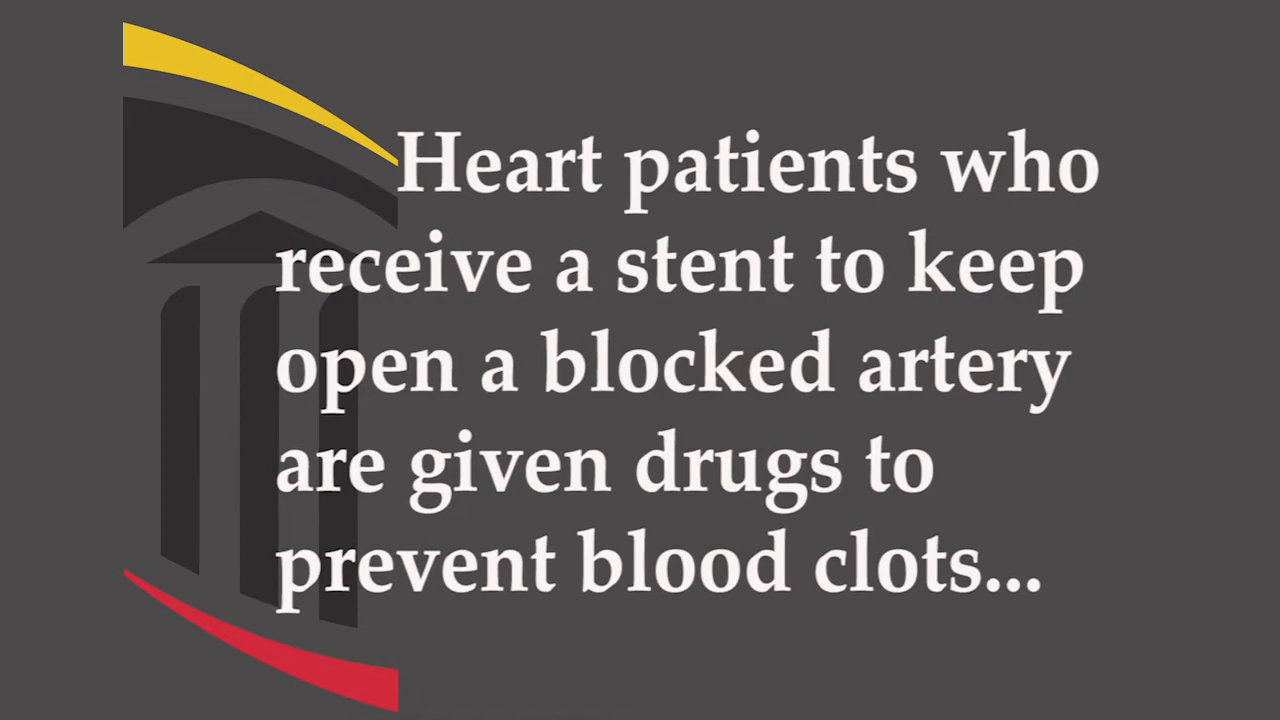 Heart patients who
receive a stent to keep
open a blocked artery
are given drugs to
prevent blood clots...